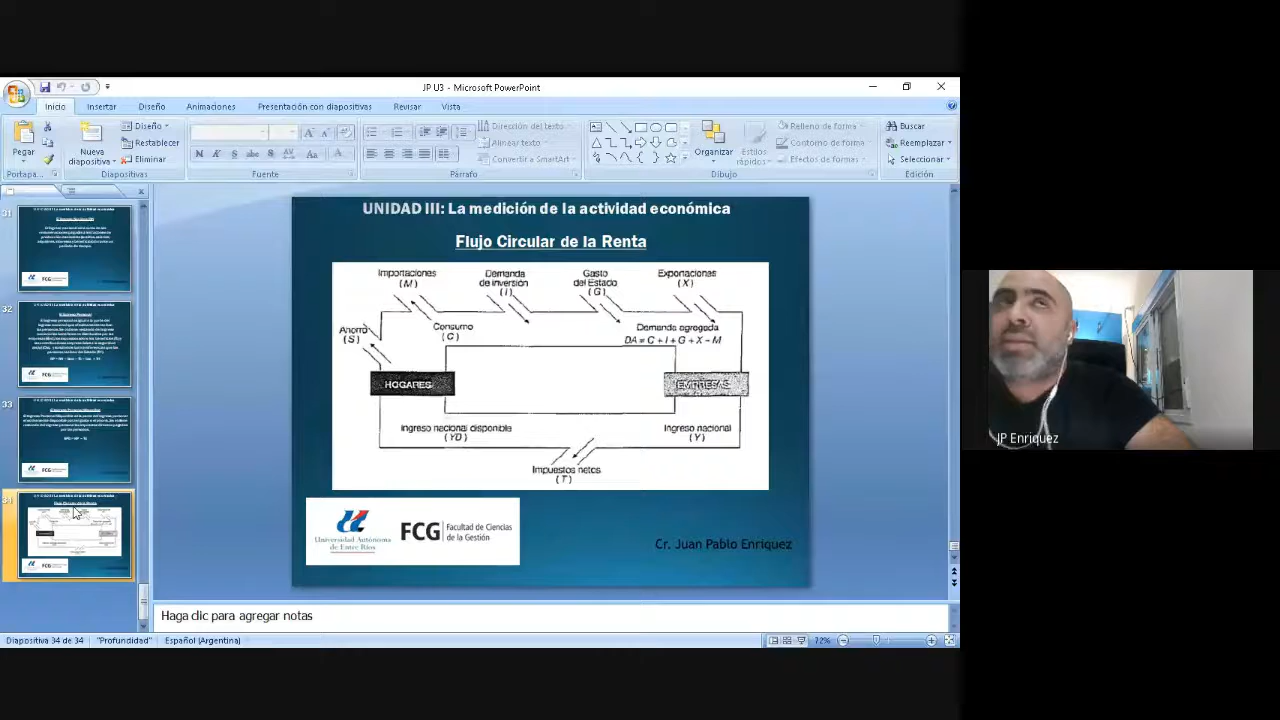 JP U3 - Microsoft PowerPoint
Inicio
Insertar
Diseño
Animaciones
Presentación con diapositivas
Revisar
Vista
Pegar
Nueva
diapositiva
Diseño
Restablecer
Eliminar
Dirección del texto
Alinear texto
Convertir a SmartArt
Organizar
Estilos
rápidos
Relleno de forma
Contorno de forma
Efectos de formas
Buscar
Reemplazar
Seleccionar
Portapa...
Diapositivas
Fuente
Párrafo
Dibujo
Edición
31
32
33
34
UNIDAD III: La medición de la actividad económica
Flujo Circular de la Renta
Importaciones
(M)
Demanda
de inversión
(I)
Gasto
del Estado
(G)
Exportaciones
(X)
Ahorro
(S)
Consumo
(C)
Demanda agregada
DA = C + I + G + X - M
HOGARES
EMPRESAS
Ingreso nacional disponible
(YD)
Ingreso nacional
(Y)
Impuestos netos
(T)
Universidad Autónoma
de Entre Ríos
FCG
Facultad de Ciencias
de la Gestión
Cr. Juan Pablo Enriquez
JP Enriquez
Haga clic para agregar notas
Diapositiva 34 de 34
"Profundidad"
Español (Argentina)
72%